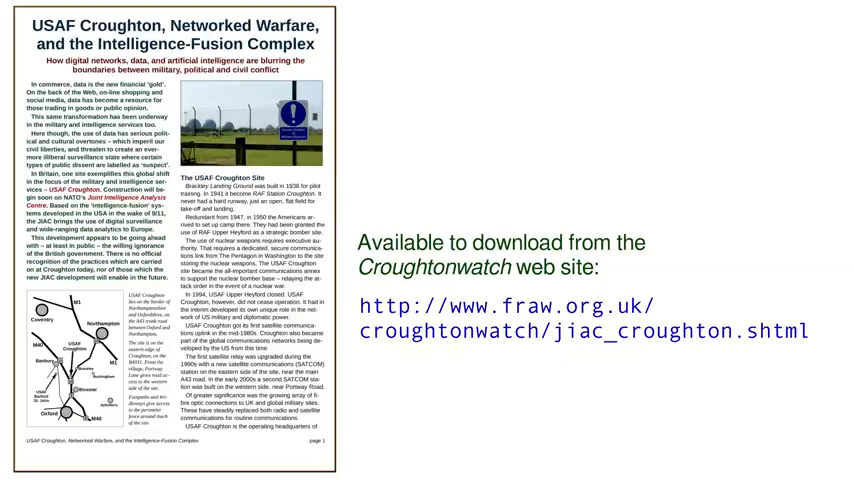 USAF Croughton, Networked Warfare,
and the Intelligence-Fusion Complex
How digital networks, data, and artificial intelligence are blurring the
boundaries between military, political and civil conflict
In commerce, data is the new financial ‘gold’.
On the back of the Web, on-line shopping and
social media, data has become a resource for
those trading in goods or public opinion.
This same transformation has been underway
in the military and intelligence services too.
Here though, the use of data has serious polit-
ical and cultural overtones – which imperil our
civil liberties, and threaten to create an ever-
more illiberal surveillance state where certain
types of public dissent are labelled as ‘suspect’.
In Britain, one site exemplifies this global shift
in the focus of the military and intelligence ser-
vices – USAF Croughton. Construction will be-
gin soon on NATO's Joint Intelligence Analysis
Centre. Based on the ‘intelligence-fusion’ sys-
tems developed in the USA in the wake of 9/11,
the JIAC brings the use of digital surveillance
and wide-ranging data analytics to Europe.
This development appears to be going ahead
with – at least in public – the willing ignorance
of the British government. There is no official
recognition of the practices which are carried
on at Croughton today, nor of those which the
new JIAC development will enable in the future.
M1
Coventry
Northampton
M40
USAF
Croughton
Banbury
Brackley
M1
Buckingham
USAF
Barford
St. John
Bicester
Aylesbury
Oxford
M40
USAF Croughton
lies on the border of
Northamptonshire
and Oxfordshire, on
the A43 trunk road
between Oxford and
Northampton.
The site is on the
eastern edge of
Croughton, on the
B4031. From the
village, Portway
Lane gives road ac-
cess to the western
side of the site.
Footpaths and bri-
dleways give access
to the perimeter
fence around much
of the site.
The USAF Croughton Site
Brackley Landing Ground was built in 1938 for pilot
training. In 1941 it become RAF Station Croughton. It
never had a hard runway, just an open, flat field for
take-off and landing.
Redundant from 1947, in 1950 the Americans ar-
rived to set up camp there. They had been granted the
use of RAF Upper Heyford as a strategic bomber site.
The use of nuclear weapons requires executive au-
thority. That requires a dedicated, secure communica-
tions link from The Pentagon in Washington to the site
storing the nuclear weapons. The USAF Croughton
site became the all-important communications annex
to support the nuclear bomber base – relaying the at-
tack order in the event of a nuclear war.
In 1994, USAF Upper Heyford closed. USAF
Croughton, however, did not cease operation. It had in
the interim developed its own unique role in the net-
work of US military and diplomatic power.
USAF Croughton got its first satellite communica-
tions uplink in the mid-1980s. Croughton also became
part of the global communications networks being de-
veloped by the US from this time.
The first satellite relay was upgraded during the
1990s with a new satellite communications (SATCOM)
station on the eastern side of the site, near the main
A43 road. In the early 2000s a second SATCOM sta-
tion was built on the western side, near Portway Road.
Of greater significance was the growing array of fi-
bre optic connections to UK and global military sites.
These have steadily replaced both radio and satellite
communications for routine communications.
USAF Croughton is the operating headquarters of
USAF Croughton, Networked Warfare, and the Intelligence-Fusion Complex
page 1
Available to download from the
Croughtonwatch web site:
http://www.fraw.org.uk/
croughtonwatch/jiac_croughton.shtml